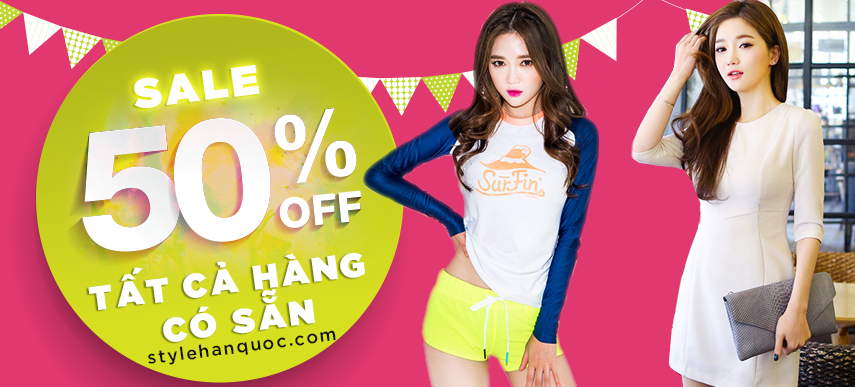 SALE
50% OFF
TẤT CẢ HÀNG
CÓ SẴN
stylehanquoc.com
SurFin'